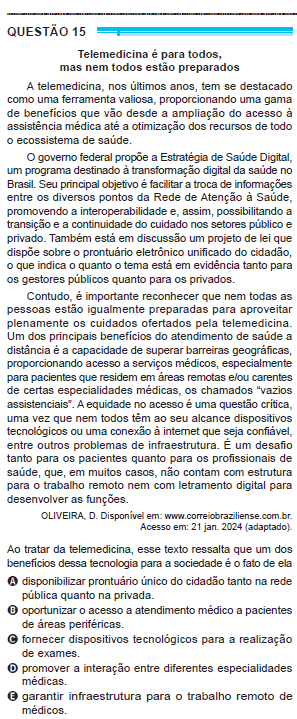 QUESTÃO 15
Telemedicina é para todos,
mas nem todos estão preparados
A telemedicina, nos últimos anos, tem se destacado
como uma ferramenta valiosa, proporcionando uma gama
de benefícios que vão desde a ampliação do acesso à
assistência médica até a otimização dos recursos de todo
o ecossistema de saúde.
O governo federal propõe a Estratégia de Saúde Digital,
um programa destinado à transformação digital da saúde no
Brasil. Seu principal objetivo é facilitar a troca de informações
entre os diversos pontos da Rede de Atenção à Saúde,
promovendo a interoperabilidade e, assim, possibilitando a
transição e a continuidade do cuidado nos setores público e
privado. Também está em discussão um projeto de lei que
dispõe sobre o prontuário eletrônico unificado do cidadão,
o que indica o quanto o tema está em evidência tanto para
os gestores públicos quanto para os privados.
Contudo, é importante reconhecer que nem todas as
pessoas estão igualmente preparadas para aproveitar
plenamente os cuidados ofertados pela telemedicina.
Um dos principais benefícios do atendimento de saúde a
distância é a capacidade de superar barreiras geográficas,
proporcionando acesso a serviços médicos, especialmente
para pacientes que residem em áreas remotas e/ou carentes
de certas especialidades médicas, os chamados “vazios
assistenciais”. A equidade no acesso é uma questão crítica,
uma vez que nem todos têm ao seu alcance dispositivos
tecnológicos ou uma conexão à internet que seja confiável,
entre outros problemas de infraestrutura. É um desafio
tanto para os pacientes quanto para os profissionais de
saúde, que, em muitos casos, não contam com estrutura
para o trabalho remoto nem com letramento digital para
desenvolver as funções.
OLIVEIRA, D. Disponível em: www.correiobraziliense.com.br.
Acesso em: 21 jan. 2024 (adaptado).
Ao tratar da telemedicina, esse texto ressalta que um dos
benefícios dessa tecnologia para a sociedade é o fato de ela
A disponibilizar prontuário único do cidadão tanto na rede
pública quanto na privada.
B oportunizar o acesso a atendimento médico a pacientes
de áreas periféricas.
C fornecer dispositivos tecnológicos para a realização
de exames.
D promover a interação entre diferentes especialidades
médicas.
E garantir infraestrutura para o trabalho remoto de
médicos.